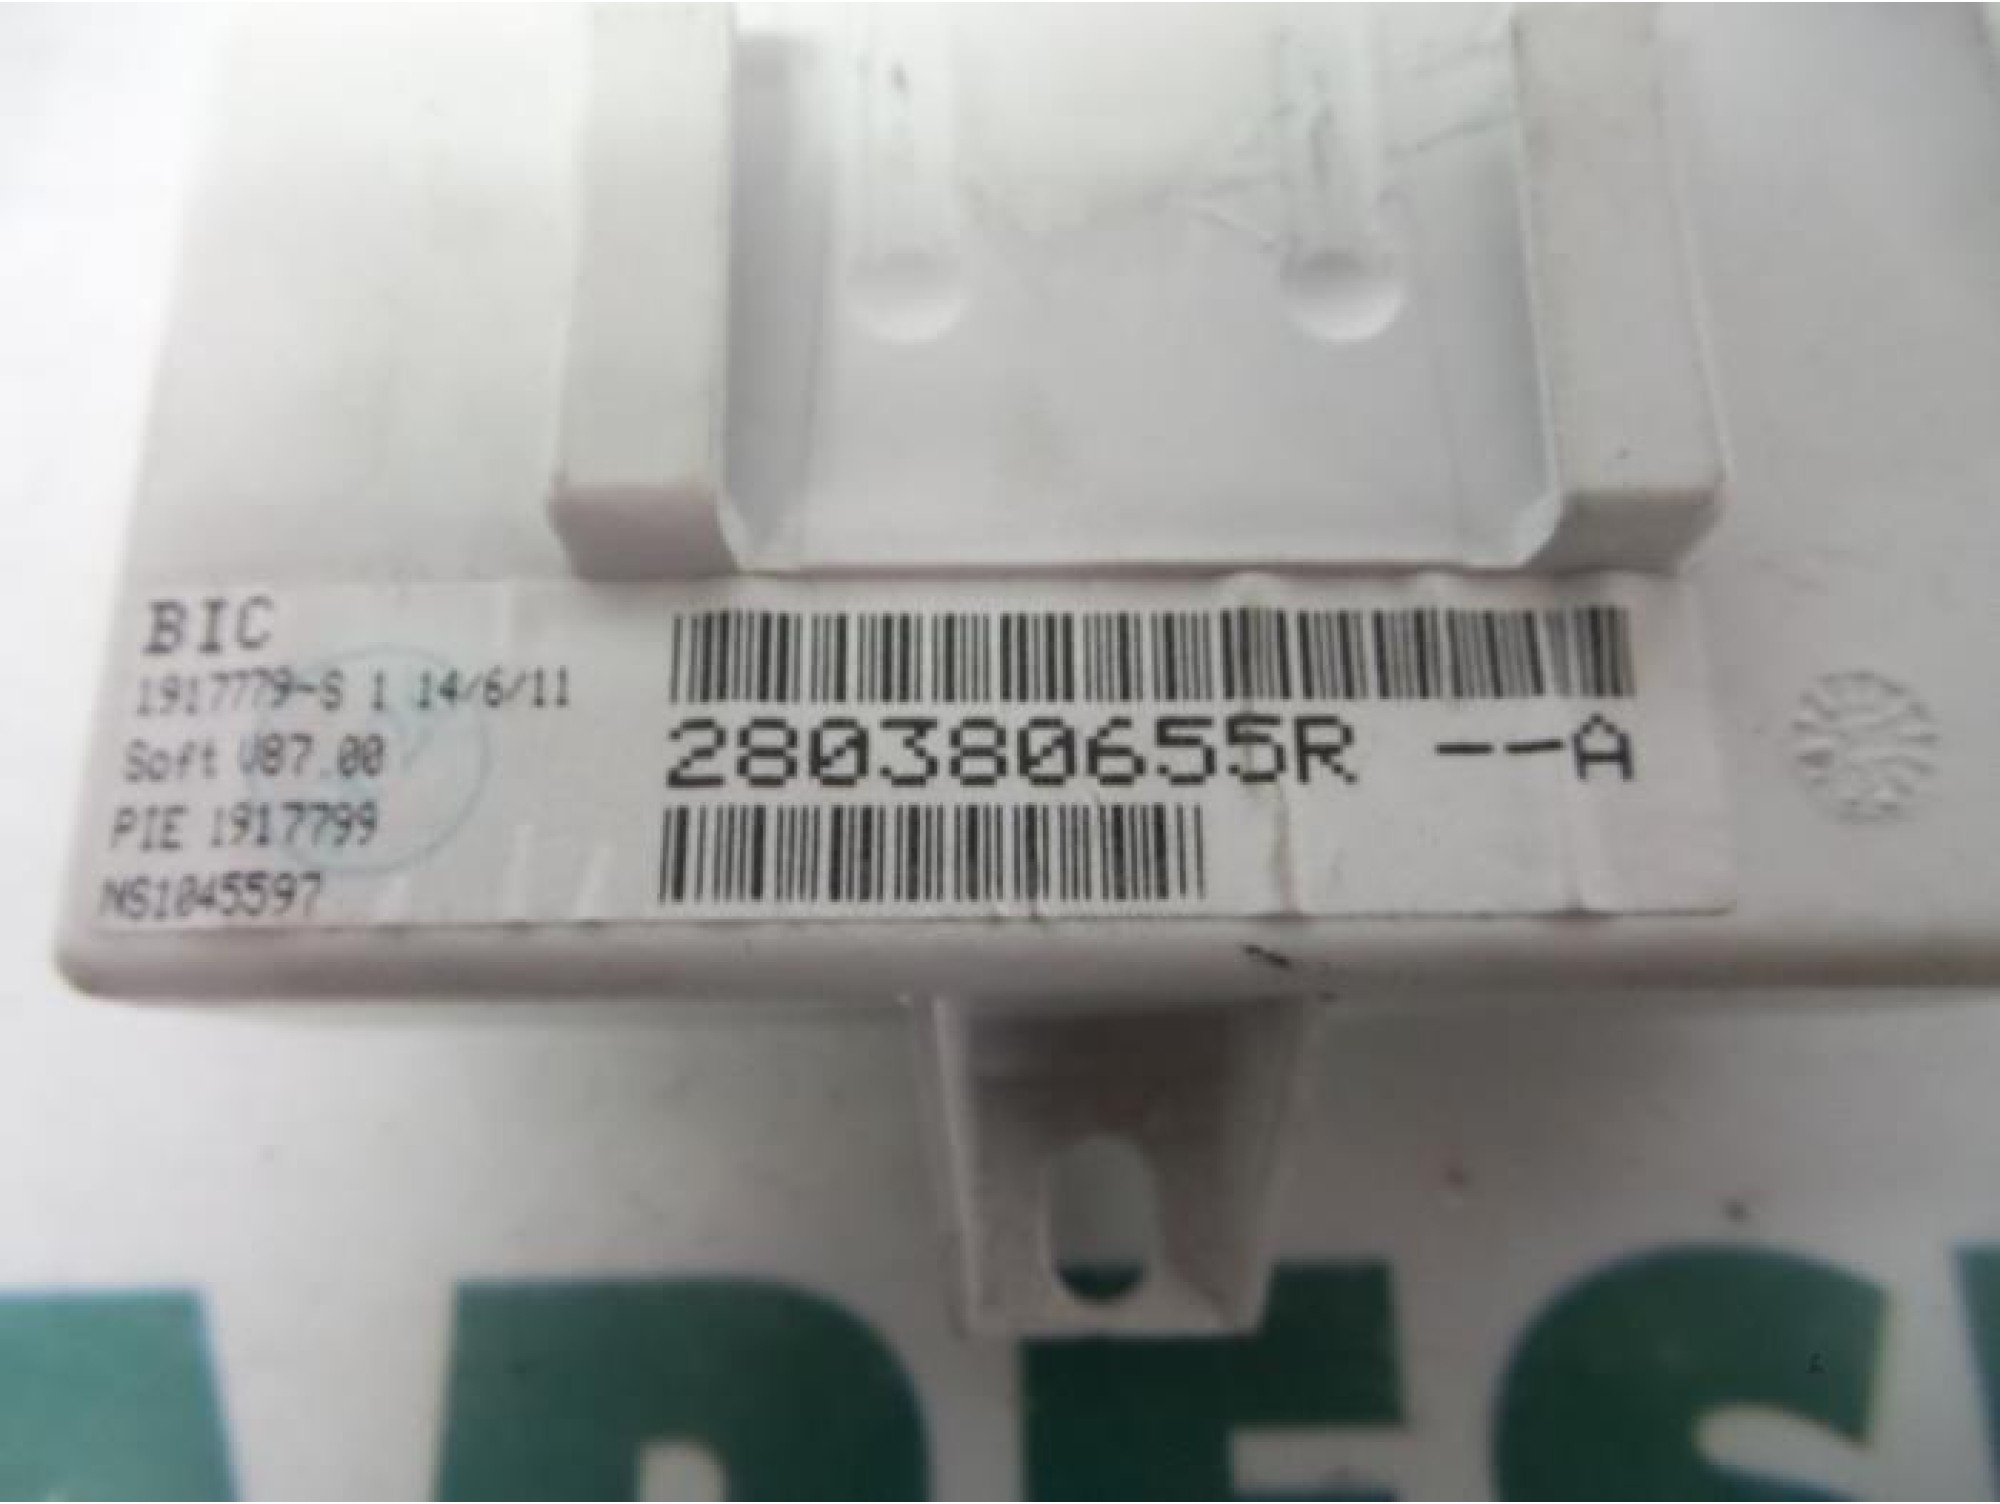 BIC
1917779-S 1 14/6/11
Soft V87.00
PIE 1917799
NS1045597
280380655R --A